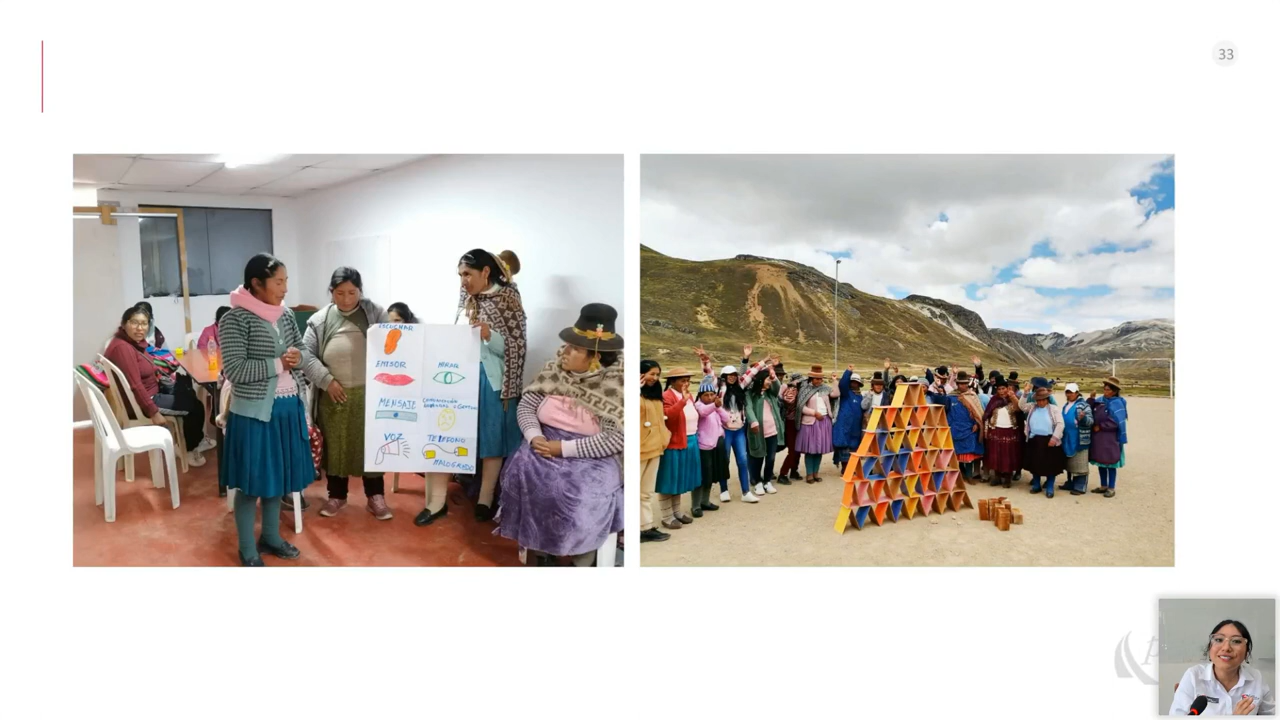 33
ESCUCHAR
EMISOR
MIRAR
MENSAJE
VOZ
TELEFONO
MALOGRADO